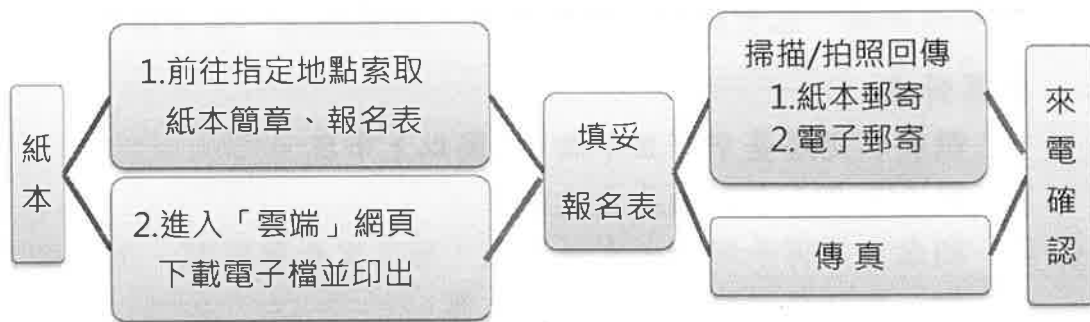 紙本
1.前往指定地點索取
紙本簡章、報名表
2.進入「雲端」網頁
下載電子檔並印出
填妥
報名表
掃描/拍照回傳
1.紙本郵寄
2.電子郵寄
傳真
來電確認